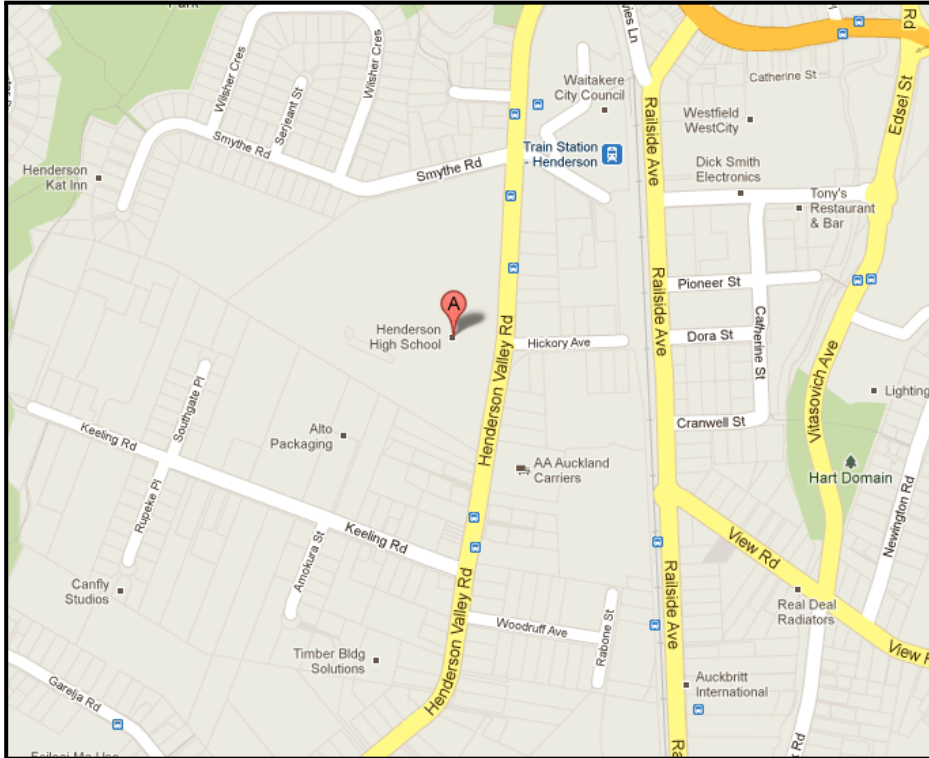 Park
Wilsher Cres
Serjeant St
Wilsher Cres
Smythe Rd
Smythe Rd
Henderson
Kat Inn
Waitakere
City Council
Train Station
- Henderson
Railside Ave
Catherine St
Westfield
WestCity
Dick Smith
Electronics
Tony's
Restaurant
& Bar
Edsel St
Rd
A
Henderson
High School
Henderson Valley Rd
Hickory Ave
Railside Ave
Pioneer St
Dora St
Catherine St
Cranwell St
Vitasovich Ave
Lighting
Hart Domain
Newington Rd
Keeling Rd
Southgate Pl
Rupeke Pl
Alto
Packaging
AA Auckland
Carriers
Keeling Rd
Amokura St
Canfly
Studios
Henderson Valley Rd
Woodruff Ave
Rabone St
Railside Ave
View Rd
Real Deal
Radiators
View
Timber Bldg
Solutions
Auckbritt
International
Garelja Rd
Rd